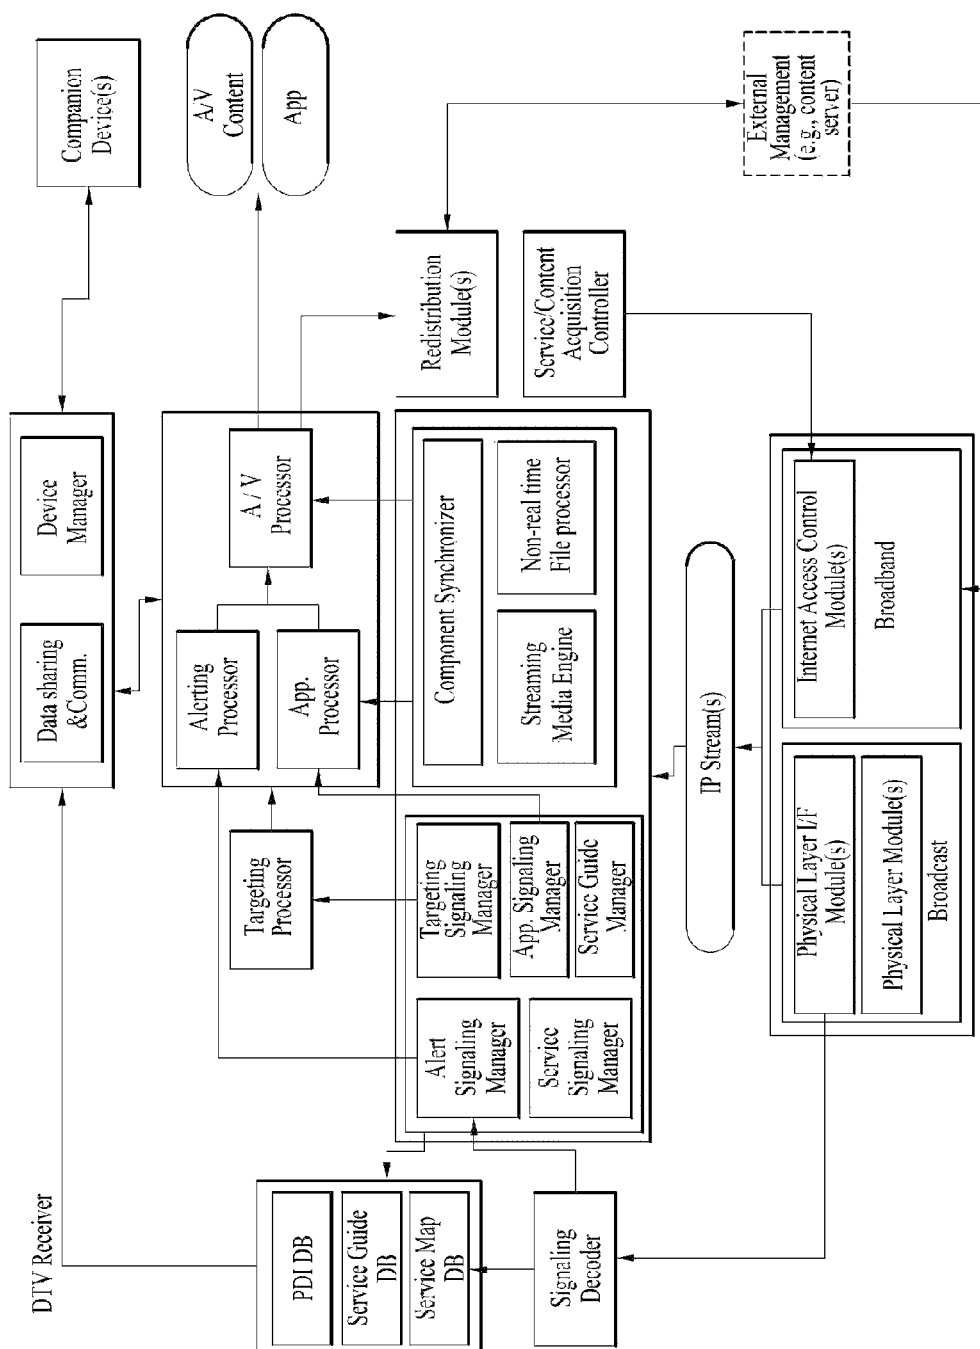 DTV Receiver
Companion
Device(s)
A/V
Content
App
External
Management
(e.g., content
server)
Device
Manager
Data sharing
&Comm.
A / V
Processor
Alerting
Processor
App.
Processor
Targeting
Processor
Redistribution
Module(s)
Service/Content
Acquisition
Controller
Component Synchronizer
Non-real time
File processor
Streaming
Media Engine
Targeting
Signaling
Manager
App. Signaling
Manager
Service Guide
Manager
Alert
Signaling
Manager
Service
Signaling
Manager
PDI DB
Service Guide
DB
Service Map
DB
Signaling
Decoder
IP Stream(s)
Internet Access Control
Module(s)
Broadband
Physical Layer I/F
Module(s)
Physical Layer Module(s)
Broadcast